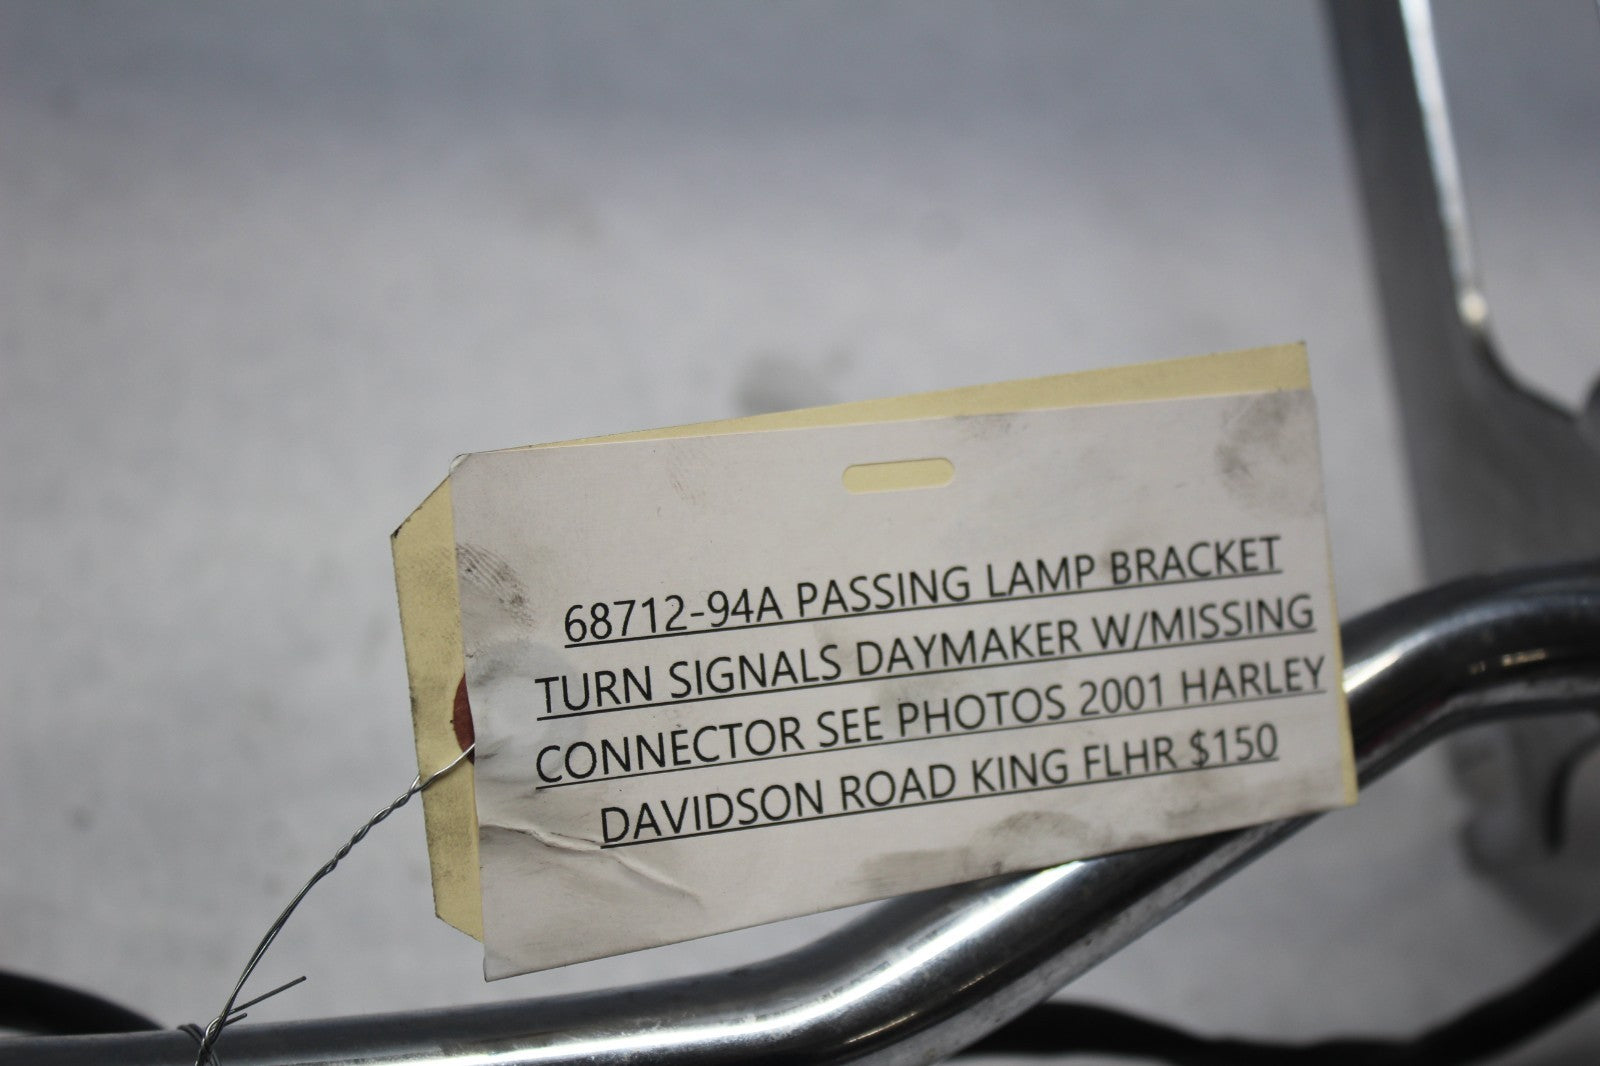 68712-94A PASSING LAMP BRACKET
TURN SIGNALS DAYMAKER W/MISSING
CONNECTOR SEE PHOTOS 2001 HARLEY
DAVIDSON ROAD KING FLHR $150